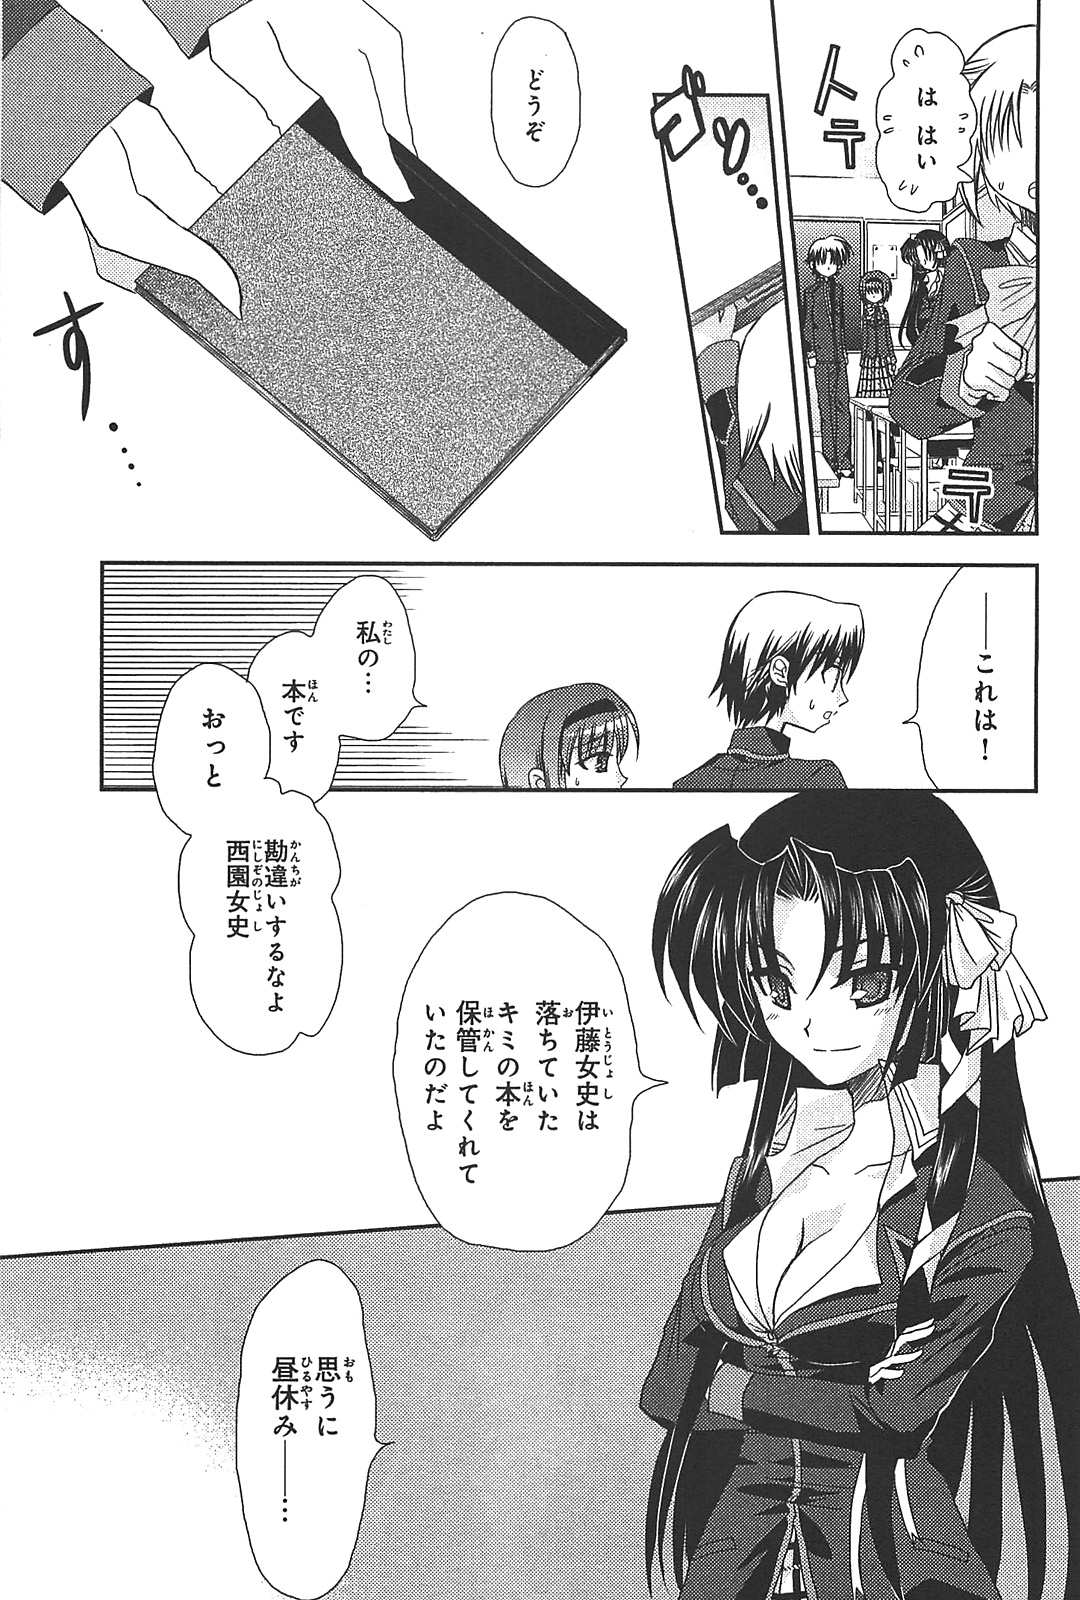 は はい
トテ
テ
ゴソ…
どうぞ
す……
──これは!
私の…
本です
おっと
勘違いするなよ
西園女史
伊藤女史は
落ちていた
キミの本を
保管してくれて
いたのだよ
思うに
昼休み──…